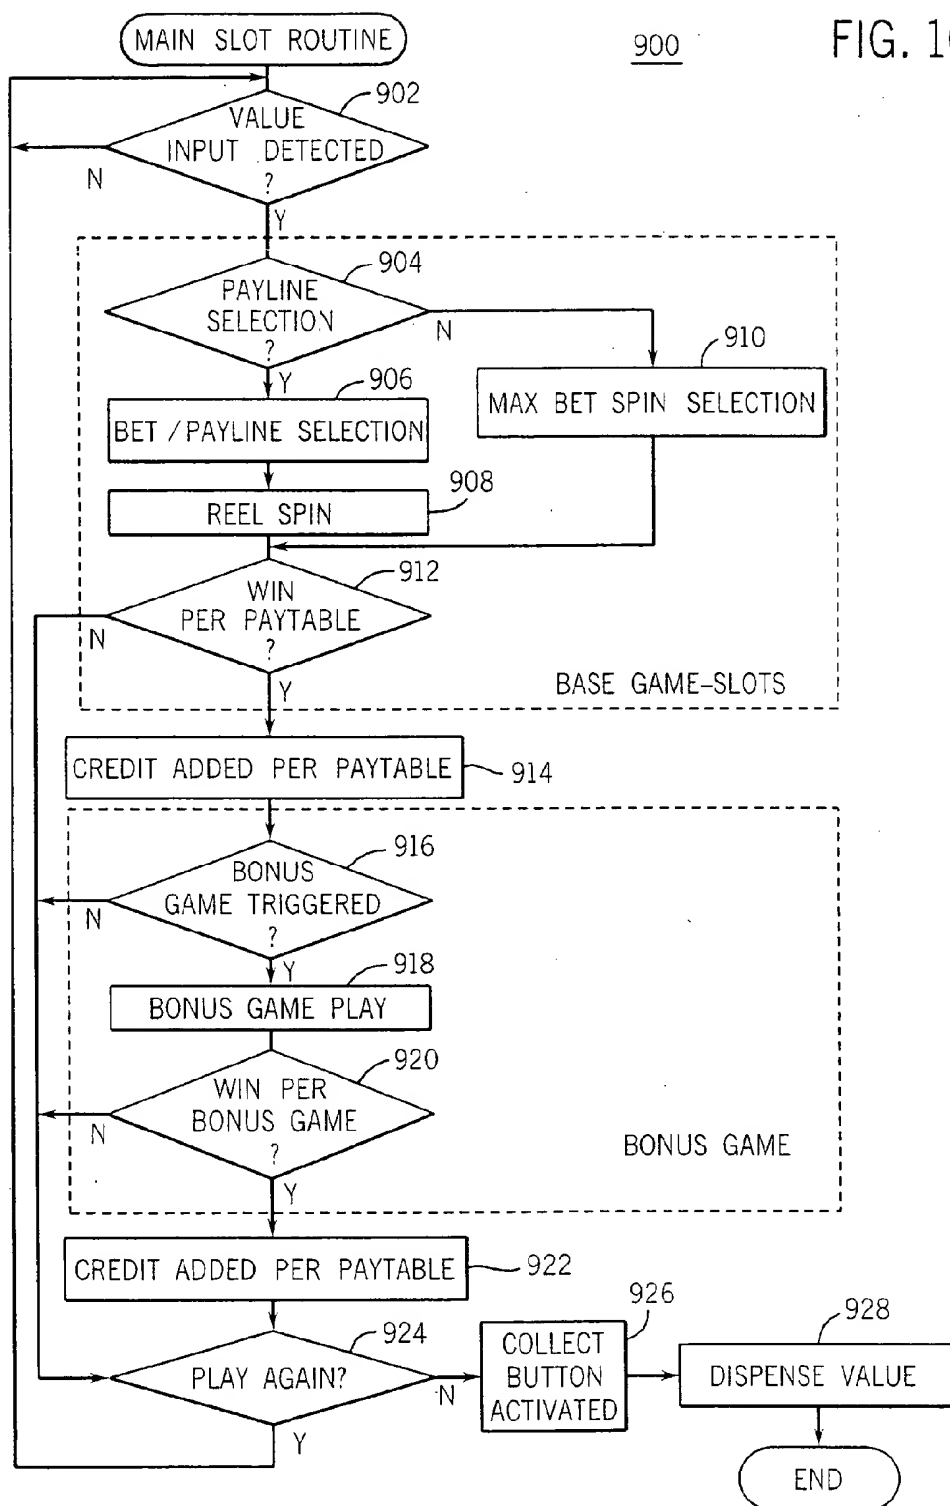 MAIN SLOT ROUTINE
900
FIG. 10
902
VALUE
INPUT DETECTED
?
N
Y
904
PAYLINE
SELECTION
?
N
Y
910
MAX BET SPIN SELECTION
906
BET / PAYLINE SELECTION
908
REEL SPIN
912
WIN
PER PAYTABLE
?
N
Y
BASE GAME-SLOTS
CREDIT ADDED PER PAYTABLE
914
916
BONUS
GAME TRIGGERED
?
N
Y
918
BONUS GAME PLAY
920
WIN PER
BONUS GAME
?
N
Y
BONUS GAME
CREDIT ADDED PER PAYTABLE
922
924
PLAY AGAIN?
N
Y
926
COLLECT
BUTTON
ACTIVATED
928
DISPENSE VALUE
END